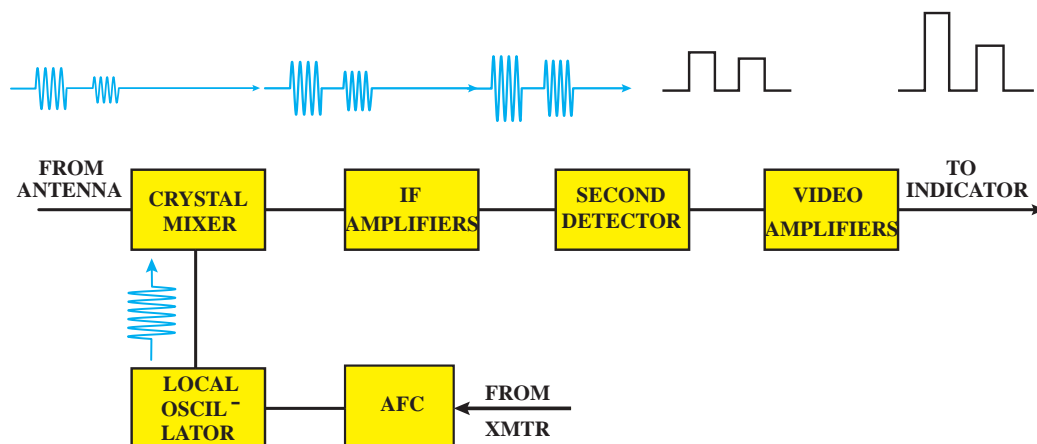 FROM
ANTENNA
CRYSTAL
MIXER
IF
AMPLIFIERS
SECOND
DETECTOR
VIDEO
AMPLIFIERS
TO
INDICATOR
LOCAL
OSCIL-
LATOR
AFC
FROM
XMTR